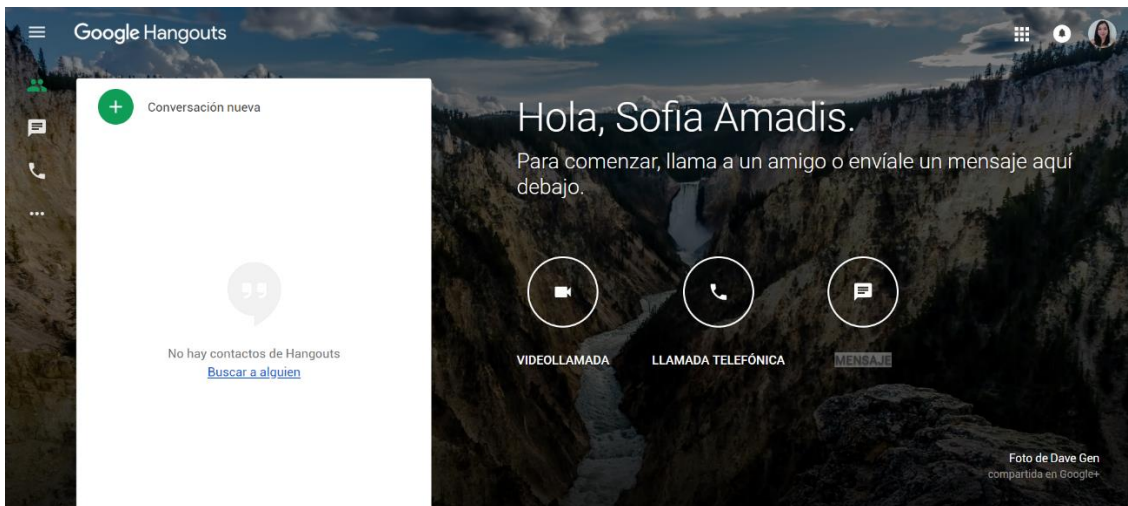 Google Hangouts
Conversación nueva
No hay contactos de Hangouts
Buscar a alguien
Hola, Sofia Amadis.
Para comenzar, llama a un amigo o envíale un mensaje aquí
debajo.
VIDEOLLAMADA
LLAMADA TELEFÓNICA
MENSAJE
Foto de Dave Gen
compartida en Google+